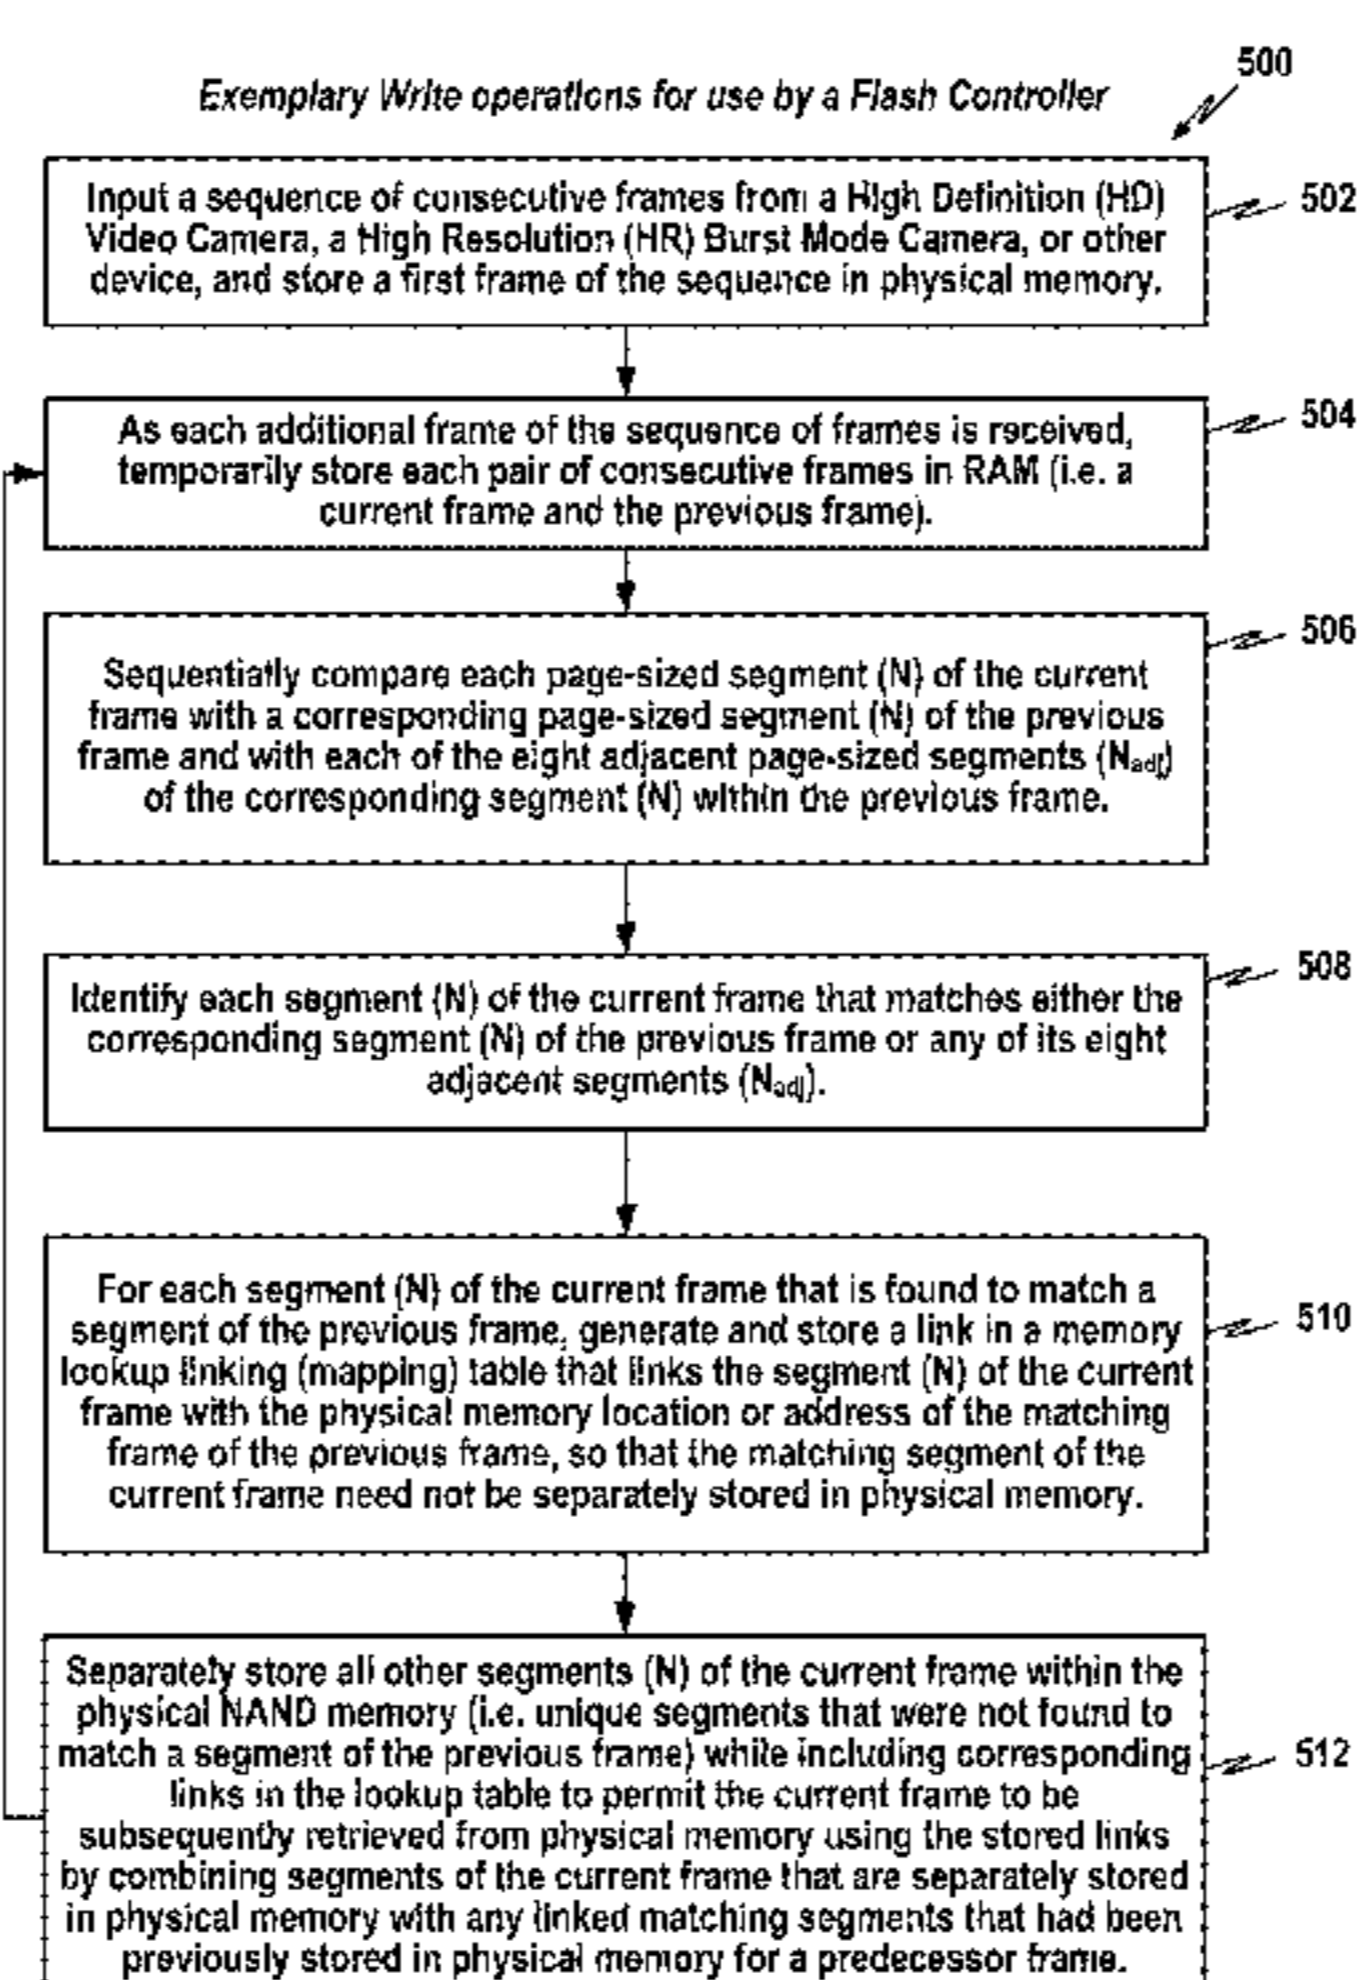 500
Exemplary Write operations for use by a Flash Controller
Input a sequence of consecutive frames from a High Definition (HD)
Video Camera, a High Resolution (HR) Burst Mode Camera, or other
device, and store a first frame of the sequence in physical memory.
502
As each additional frame of the sequence of frames is received,
temporarily store each pair of consecutive frames in RAM (i.e. a
current frame and the previous frame).
504
Sequentially compare each page-sized segment (N) of the current
frame with a corresponding page-sized segment (N) of the previous
frame and with each of the eight adjacent page-sized segments (Nadj)
of the corresponding segment (N) within the previous frame.
506
Identify each segment (N) of the current frame that matches either the
corresponding segment (N) of the previous frame or any of its eight
adjacent segments (Nadj).
508
For each segment (N) of the current frame that is found to match a
segment of the previous frame, generate and store a link in a memory
lookup linking (mapping) table that links the segment (N) of the current
frame with the physical memory location or address of the matching
frame of the previous frame, so that the matching segment of the
current frame need not be separately stored in physical memory.
510
Separately store all other segments (N) of the current frame within the
physical NAND memory (i.e. unique segments that were not found to
match a segment of the previous frame) while including corresponding
links in the lookup table to permit the current frame to be
subsequently retrieved from physical memory using the stored links
by combining segments of the current frame that are separately stored
in physical memory with any linked matching segments that had been
previously stored in physical memory for a predecessor frame.
512